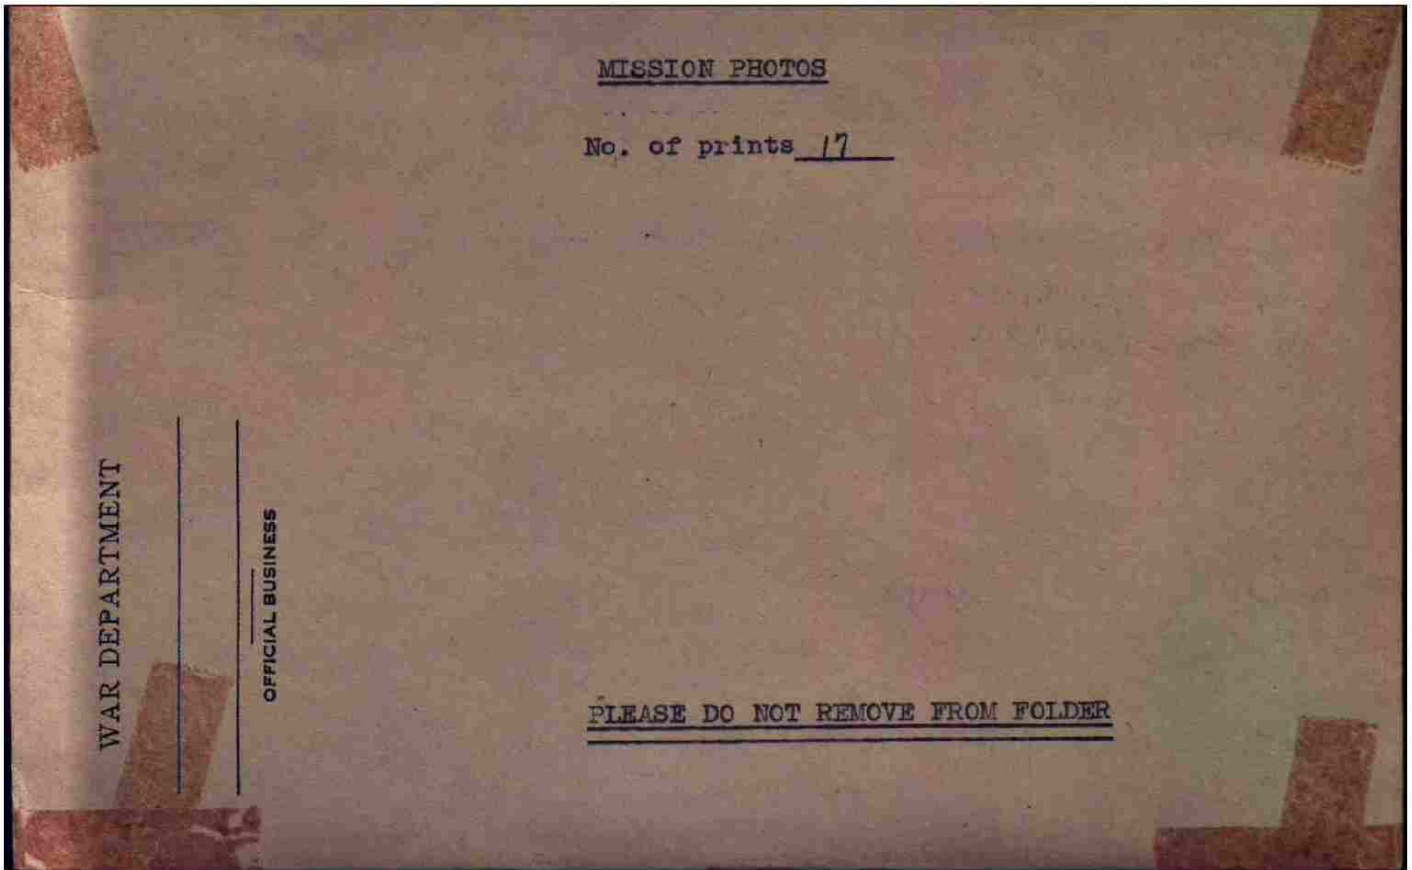 MISSION PHOTOS
No. of prints 17
WAR DEPARTMENT
OFFICIAL BUSINESS
PLEASE DO NOT REMOVE FROM FOLDER